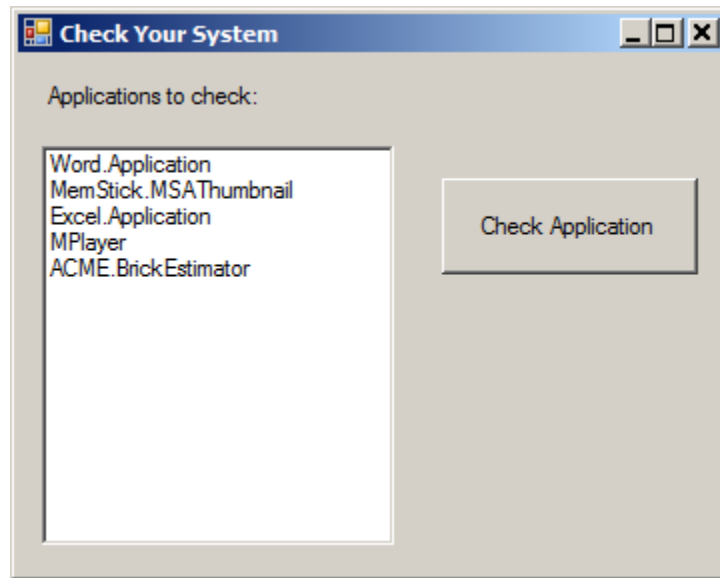 Check Your System
Applications to check:
Word.Application
MemStick.MSAThumbnail
Excel.Application
MPlayer
ACME.BrickEstimator
Check Application